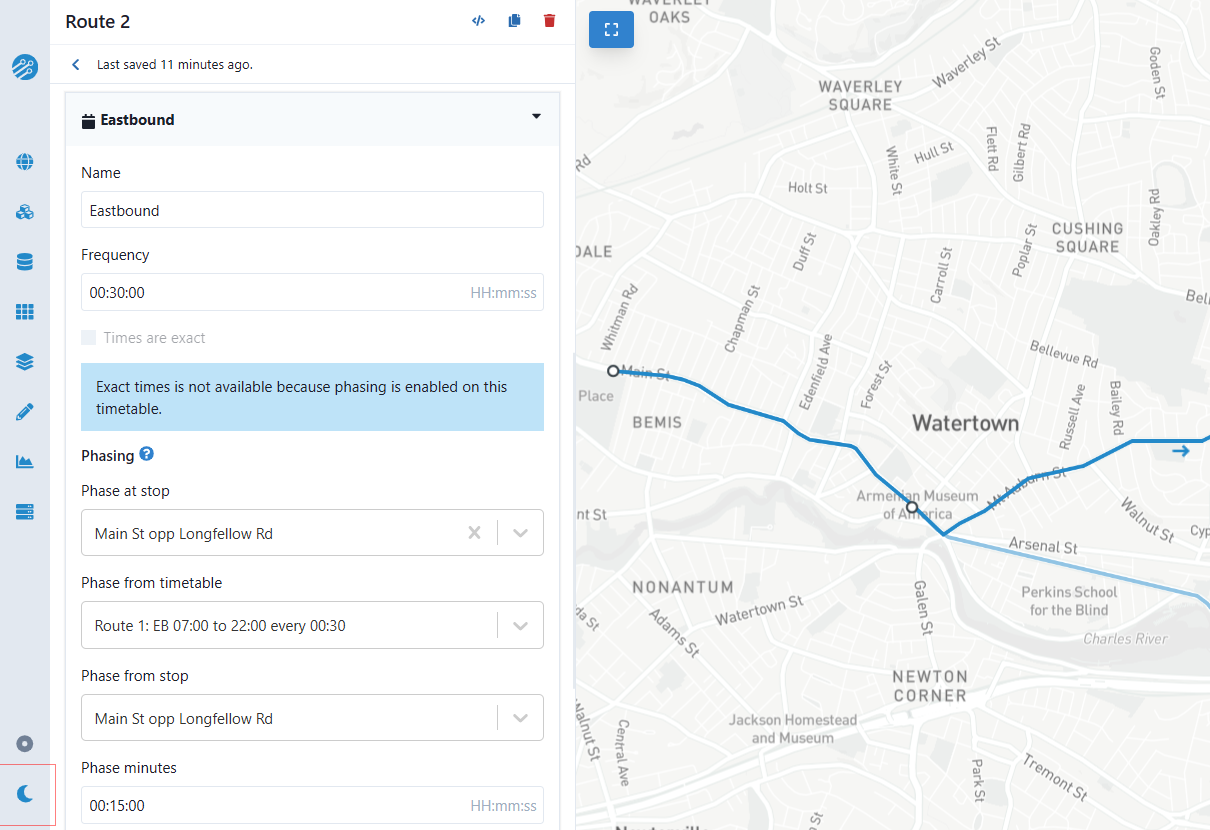 Route 2
Last saved 11 minutes ago.
Eastbound
Name
Eastbound
Frequency
00:30:00 HH:mm:ss
Times are exact
Exact times is not available because phasing is enabled on this
timetable.
Phasing
Phase at stop
Main St opp Longfellow Rd
Phase from timetable
Route 1: EB 07:00 to 22:00 every 00:30
Phase from stop
Main St opp Longfellow Rd
Phase minutes
00:15:00 HH:mm:ss
WAVERLEY
OAKS
Waverley St
Goden St
WAVERLEY
SQUARE
Flett Rd
Gilbert Rd
Hull St
White St
Rd
Holt St
Oakley Rd
CUSHING
SQUARE
Poplar St
Duff St
DALE
Carroll St
Whitman Rd
Chapman St
Bel
Bellevue Rd
Edenfield Ave
Forest St
Main St
Place
Russell Ave
Bailey Rd
BEMIS
Watertown
Mt Auburn St
Armenian Museum
of America
Walnut St
nt St
Cyp
Arsenal St
NONANTUM
Galen St
Perkins School
for the Blind
Watertown St
da St
Adams St
Charles River
NEWTON
CORNER
Walnut St
Central Ave
Jackson Homestead
and Museum
Park St
Tremont St
St
Newtonville